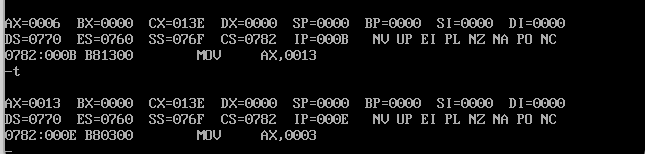 AX=0006  BX=0000  CX=013E  DX=0000  SP=0000  BP=0000  SI=0000  DI=0000
DS=0770  ES=0760  SS=076F  CS=0782  IP=000B   NV UP EI PL NZ NA PO NC
0782:000B B81300        MOV     AX,0013
-t
AX=0013  BX=0000  CX=013E  DX=0000  SP=0000  BP=0000  SI=0000  DI=0000
DS=0770  ES=0760  SS=076F  CS=0782  IP=000E   NV UP EI PL NZ NA PO NC
0782:000E B80300        MOV     AX,0003
-